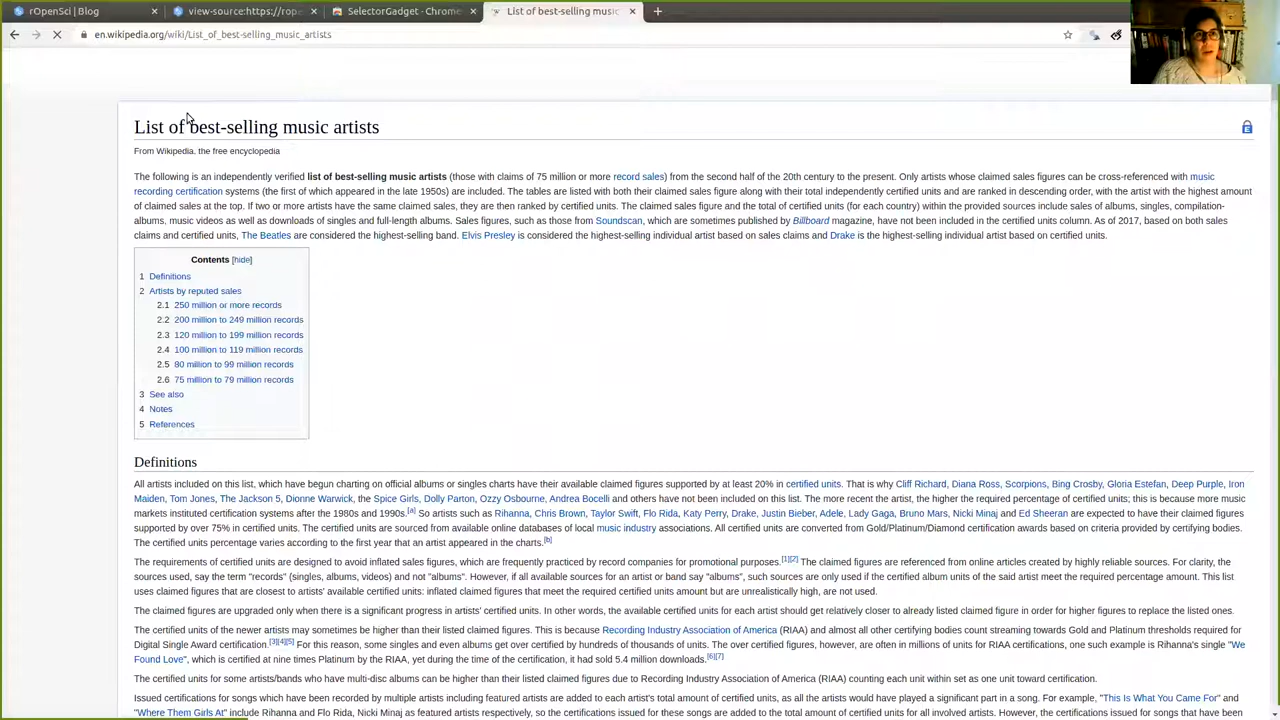 rOpenSci | Blog
view-source:https://rope
SelectorGadget - Chrome
List of best-selling music
en.wikipedia.org/wiki/List_of_best-selling_music_artists
List of best-selling music artists
From Wikipedia, the free encyclopedia
The following is an independently verified list of best-selling music artists (those with claims of 75 million or more record sales) from the second half of the 20th century to the present. Only artists whose claimed sales figures can be cross-referenced with music
recording certification systems (the first of which appeared in the late 1950s) are included. The tables are listed with both their claimed sales figure along with their total independently certified units and are ranked in descending order, with the artist with the highest amount
of claimed sales at the top. If two or more artists have the same claimed sales, they are then ranked by certified units. The claimed sales figure and the total of certified units (for each country) within the provided sources include sales of albums, singles, compilation-
albums, music videos as well as downloads of singles and full-length albums. Sales figures, such as those from Soundscan, which are sometimes published by Billboard magazine, have not been included in the certified units column. As of 2017, based on both sales
claims and certified units, The Beatles are considered the highest-selling band. Elvis Presley is considered the highest-selling individual artist based on sales claims and Drake is the highest-selling individual artist based on certified units.
Contents [hide]
1 Definitions
2 Artists by reputed sales
2.1 250 million or more records
2.2 200 million to 249 million records
2.3 120 million to 199 million records
2.4 100 million to 119 million records
2.5 80 million to 99 million records
2.6 75 million to 79 million records
3 See also
4 Notes
5 References
Definitions
All artists included on this list, which have begun charting on official albums or singles charts have their available claimed figures supported by at least 20% in certified units. That is why Cliff Richard, Diana Ross, Scorpions, Bing Crosby, Gloria Estefan, Deep Purple, Iron
Maiden, Tom Jones, The Jackson 5, Dionne Warwick, the Spice Girls, Dolly Parton, Ozzy Osbourne, Andrea Bocelli and others have not been included on this list. The more recent the artist, the higher the required percentage of certified units; this is because more music
markets instituted certification systems after the 1980s and 1990s.[a] So artists such as Rihanna, Chris Brown, Taylor Swift, Flo Rida, Katy Perry, Drake, Justin Bieber, Adele, Lady Gaga, Bruno Mars, Nicki Minaj and Ed Sheeran are expected to have their claimed figures
supported by over 75% in certified units. The certified units are sourced from available online databases of local music industry associations. All certified units are converted from Gold/Platinum/Diamond certification awards based on criteria provided by certifying bodies.
The certified units percentage varies according to the first year that an artist appeared in the charts.[b]
The requirements of certified units are designed to avoid inflated sales figures, which are frequently practiced by record companies for promotional purposes.[1][2] The claimed figures are referenced from online articles created by highly reliable sources. For clarity, the
sources used, say the term "records" (singles, albums, videos) and not "albums". However, if all available sources for an artist or band say "albums", such sources are only used if the certified album units of the said artist meet the required percentage amount. This list
uses claimed figures that are closest to artists' available certified units: inflated claimed figures that meet the required certified units amount but are unrealistically high, are not used.
The claimed figures are upgraded only when there is a significant progress in artists' certified units. In other words, the available certified units for each artist should get relatively closer to already listed claimed figure in order for higher figures to replace the listed ones.
The certified units of the newer artists may sometimes be higher than their listed claimed figures. This is because Recording Industry Association of America (RIAA) and almost all other certifying bodies count streaming towards Gold and Platinum thresholds required for
Digital Single Award certification.[3][4][5] For this reason, some singles and even albums get over certified by hundreds of thousands of units. The over certified figures, however, are often in millions of units for RIAA certifications, one such example is Rihanna's single "We
Found Love", which is certified at nine times Platinum by the RIAA, yet during the time of the certification, it had sold 5.4 million downloads.[6][7]
The certified units for some artists/bands who have multi-disc albums can be higher than their listed claimed figures due to Recording Industry Association of America (RIAA) counting each unit within set as one unit toward certification.
Issued certifications for songs which have been recorded by multiple artists including featured artists are added to each artist's total amount of certified units, as all the artists would have played a significant part in a song. For example, "This Is What You Came For" and
"Where Them Girls At" include Rihanna and Flo Rida, Nicki Minaj as featured artists respectively, so the certifications issued for these songs are added to the total amount of certified units for all involved artists. However, the certifications issued for songs that have been